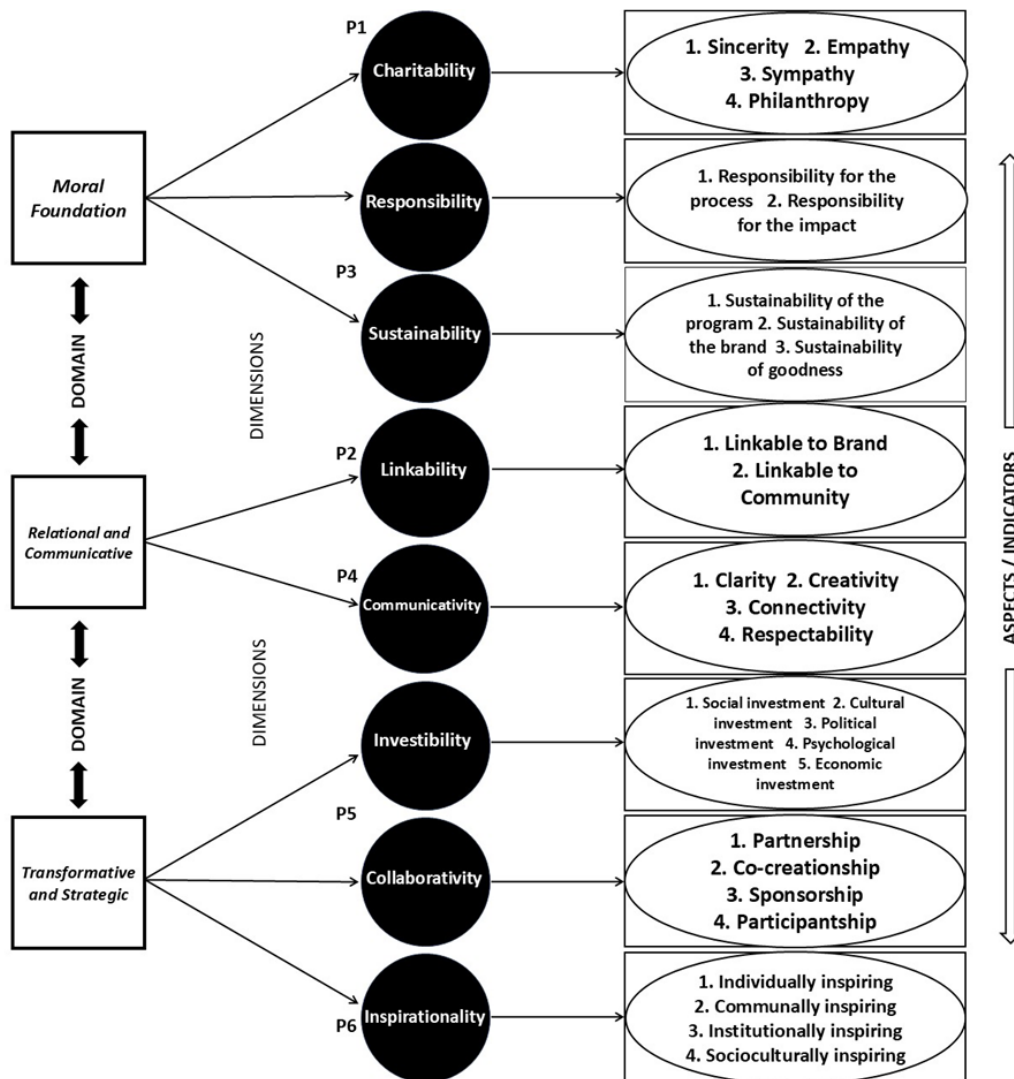 P1
Charitability
1. Sincerity 2. Empathy
3. Sympathy
4. Philanthropy
Moral
Foundation
Responsibility
1. Responsibility for the
process 2. Responsibility
for the impact
P3
Sustainability
1. Sustainability of the
program 2. Sustainability of
the brand 3. Sustainability
of goodness
DOMAIN
DIMENSIONS
P2
Linkability
1. Linkable to Brand
2. Linkable to
Community
Relational and
Communicative
P4
Communicativity
1. Clarity 2. Creativity
3. Connectivity
4. Respectability
ASPECTS / INDICATORS
DOMAIN
DIMENSIONS
Investibility
1. Social investment 2. Cultural
investment 3. Political
investment 4. Psychological
investment 5. Economic
investment
P5
Transformative
and Strategic
Collaborativity
1. Partnership
2. Co-creationship
3. Sponsorship
4. Participantship
P6
Inspirationality
1. Individually inspiring
2. Communally inspiring
3. Institutionally inspiring
4. Socioculturally inspiring